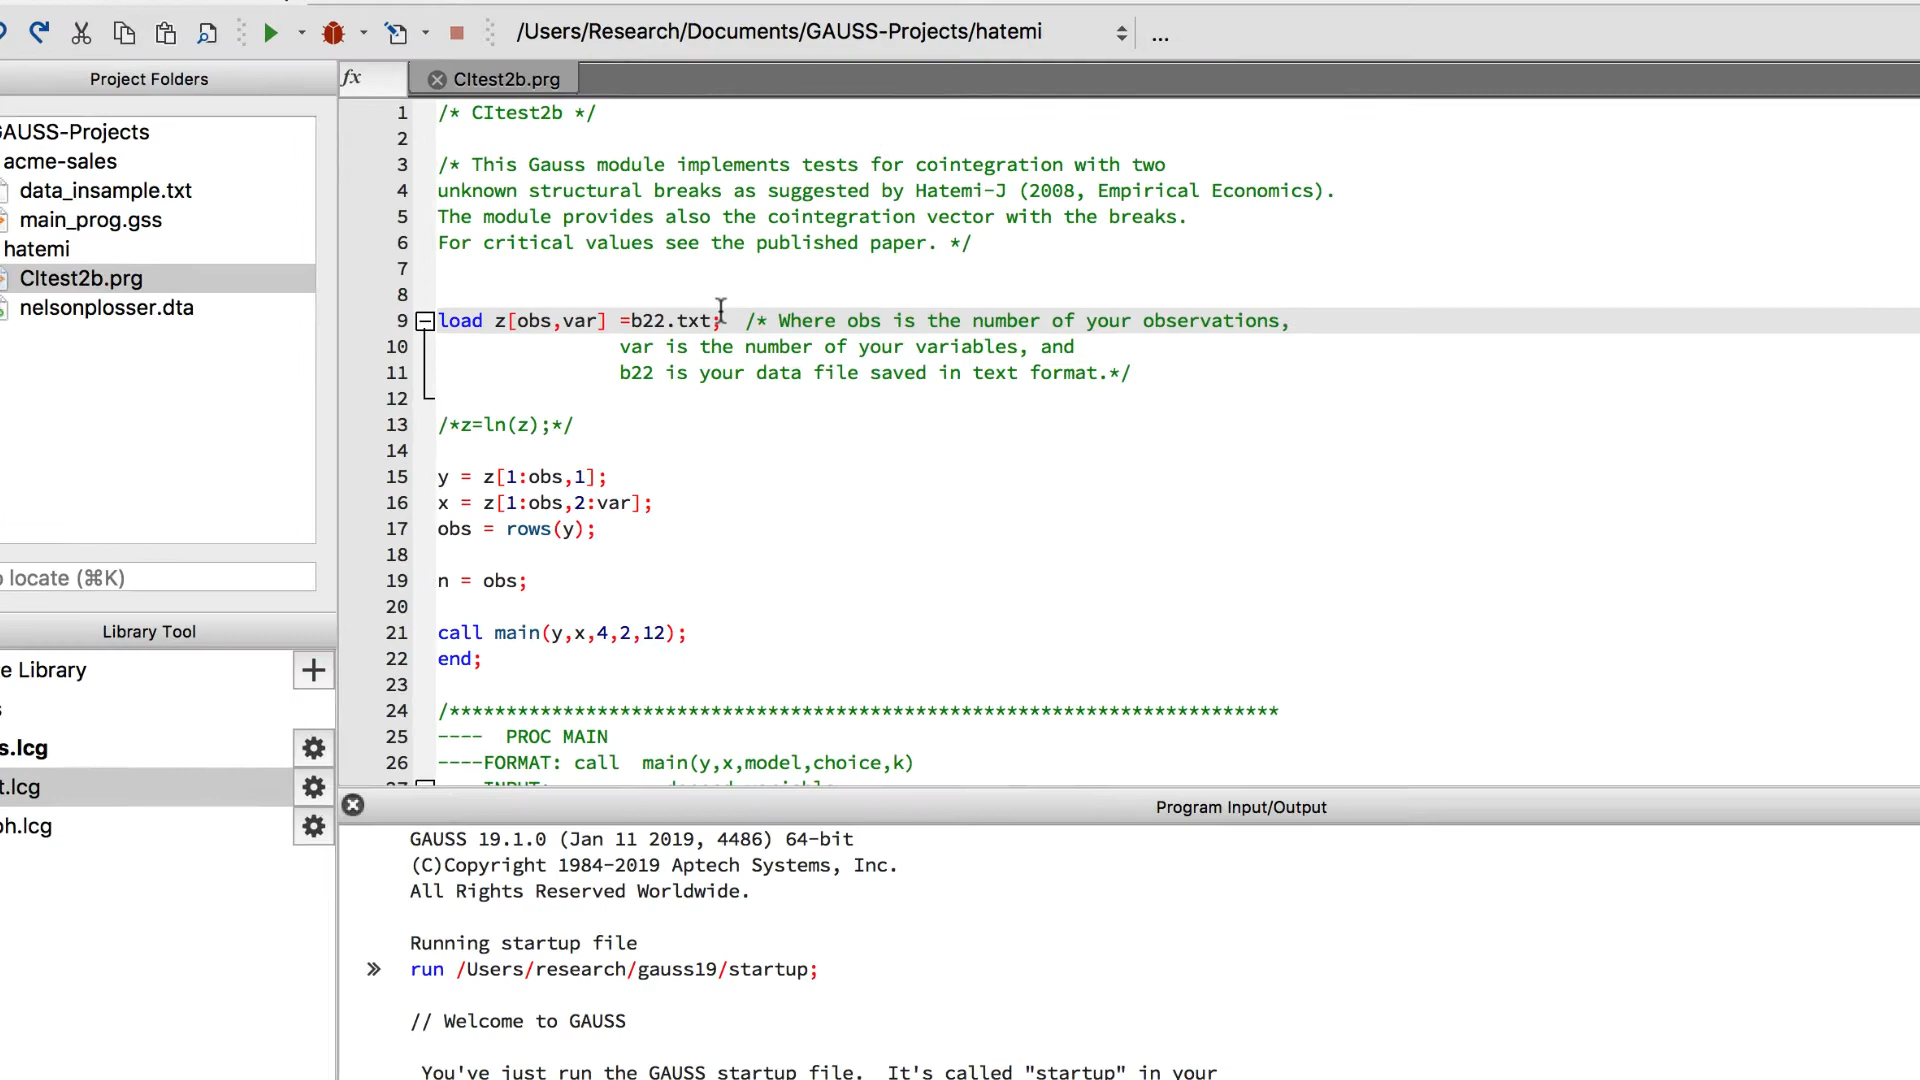 /Users/Research/Documents/GAUSS-Projects/hatemi
...
Project Folders
GAUSS-Projects
acme-sales
data_insample.txt
main_prog.gss
hatemi
CItest2b.prg
nelsonplosser.dta
o locate (⌘K)
Library Tool
e Library
s
s.lcg
t.lcg
ph.lcg
fx
CItest2b.prg
1 /* CItest2b */
2
3 /* This Gauss module implements tests for cointegration with two
4 unknown structural breaks as suggested by Hatemi-J (2008, Empirical Economics).
5 The module provides also the cointegration vector with the breaks.
6 For critical values see the published paper. */
7
8
9 load z[obs,var] =b22.txt; /* Where obs is the number of your observations,
10 var is the number of your variables, and
11 b22 is your data file saved in text format.*/
12
13 /*z=ln(z);*/
14
15 y = z[1:obs,1];
16 x = z[1:obs,2:var];
17 obs = rows(y);
18
19 n = obs;
20
21 call main(y,x,4,2,12);
22 end;
23
24 /*************************************************************************
25 ---- PROC MAIN
26 ----FORMAT: call main(y,x,model,choice,k)
Program Input/Output
GAUSS 19.1.0 (Jan 11 2019, 4486) 64-bit
(C)Copyright 1984-2019 Aptech Systems, Inc.
All Rights Reserved Worldwide.
Running startup file
» run /Users/research/gauss19/startup;
// Welcome to GAUSS
You've just run the GAUSS startup file. It's called "startup" in your